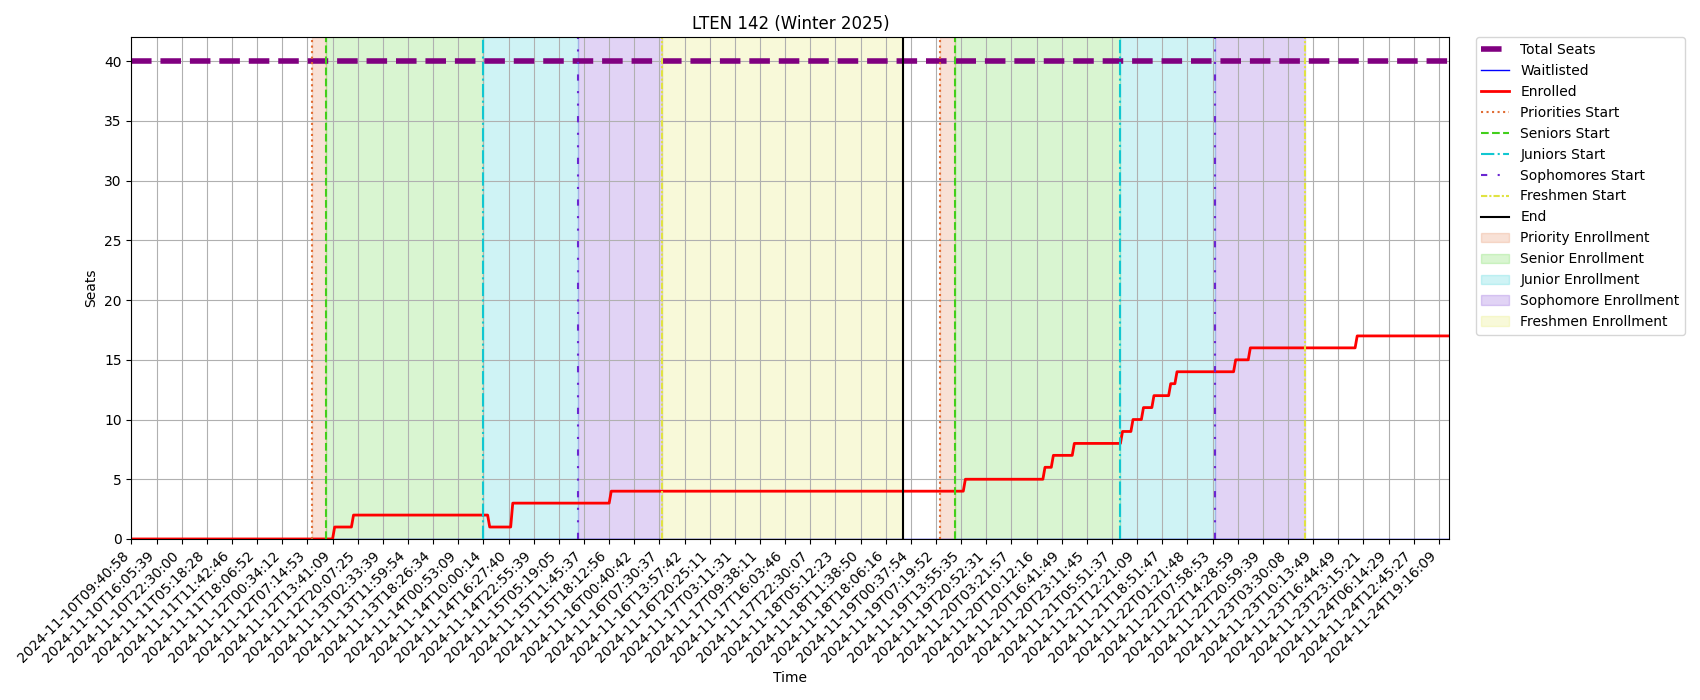 LTEN 142 (Winter 2025)
Seats
40
35
30
25
20
15
10
5
0
2024-11-10T09:40:58
2024-11-10T16:05:39
2024-11-10T22:30:00
2024-11-11T05:18:28
2024-11-11T11:42:46
2024-11-11T18:06:52
2024-11-12T00:34:12
2024-11-12T07:14:53
2024-11-12T13:41:09
2024-11-12T20:07:25
2024-11-13T02:33:39
2024-11-13T11:59:54
2024-11-13T18:26:34
2024-11-14T00:53:09
2024-11-14T10:00:14
2024-11-14T16:27:40
2024-11-14T22:55:39
2024-11-15T05:19:05
2024-11-15T11:45:37
2024-11-15T18:12:56
2024-11-16T00:40:42
2024-11-16T07:30:37
2024-11-16T13:57:42
2024-11-16T20:25:11
2024-11-17T03:11:31
2024-11-17T09:38:11
2024-11-17T16:03:46
2024-11-17T22:30:07
2024-11-18T05:12:23
2024-11-18T11:38:50
2024-11-18T18:06:16
2024-11-19T00:37:54
2024-11-19T07:19:52
2024-11-19T13:55:35
2024-11-19T20:52:31
2024-11-20T03:21:57
2024-11-20T10:12:16
2024-11-20T16:41:49
2024-11-20T23:11:45
2024-11-21T05:51:37
2024-11-21T12:21:09
2024-11-21T18:51:47
2024-11-22T01:21:48
2024-11-22T07:58:53
2024-11-22T14:28:59
2024-11-22T20:59:39
2024-11-23T03:30:08
2024-11-23T10:13:49
2024-11-23T16:44:49
2024-11-23T23:15:21
2024-11-24T06:14:29
2024-11-24T12:45:27
2024-11-24T19:16:09
Time
Total Seats
Waitlisted
Enrolled
Priorities Start
Seniors Start
Juniors Start
Sophomores Start
Freshmen Start
End
Priority Enrollment
Senior Enrollment
Junior Enrollment
Sophomore Enrollment
Freshmen Enrollment